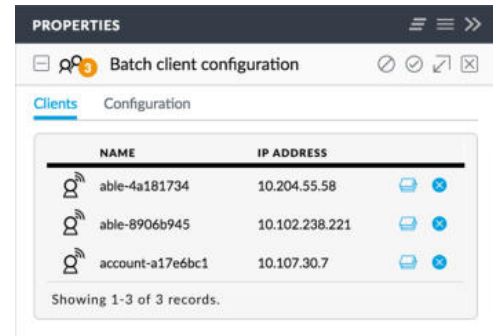 PROPERTIES
3 Batch client configuration
Clients Configuration
NAME IP ADDRESS
able-4a181734 10.204.55.58
able-8906b945 10.102.238.221
account-a17e6bc1 10.107.30.7
Showing 1-3 of 3 records.